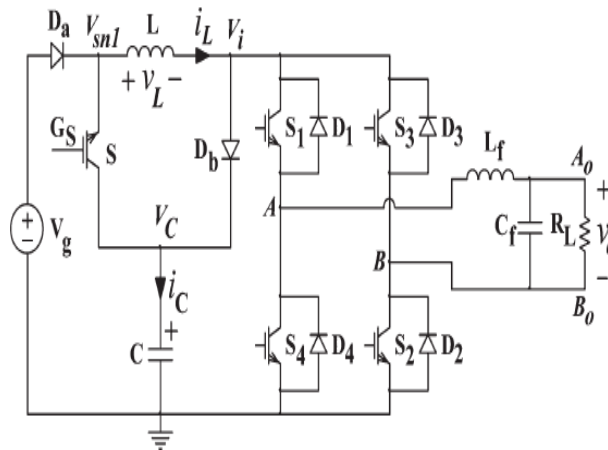 Da Vsn1 L iL Vi
+ vL −
GS S Db S1 D1 S3 D3
Lf Ao
A
+
− Vg
VC
Cf RL
+
B
−
Bo
iC
+
C
S4 D4 S2 D2